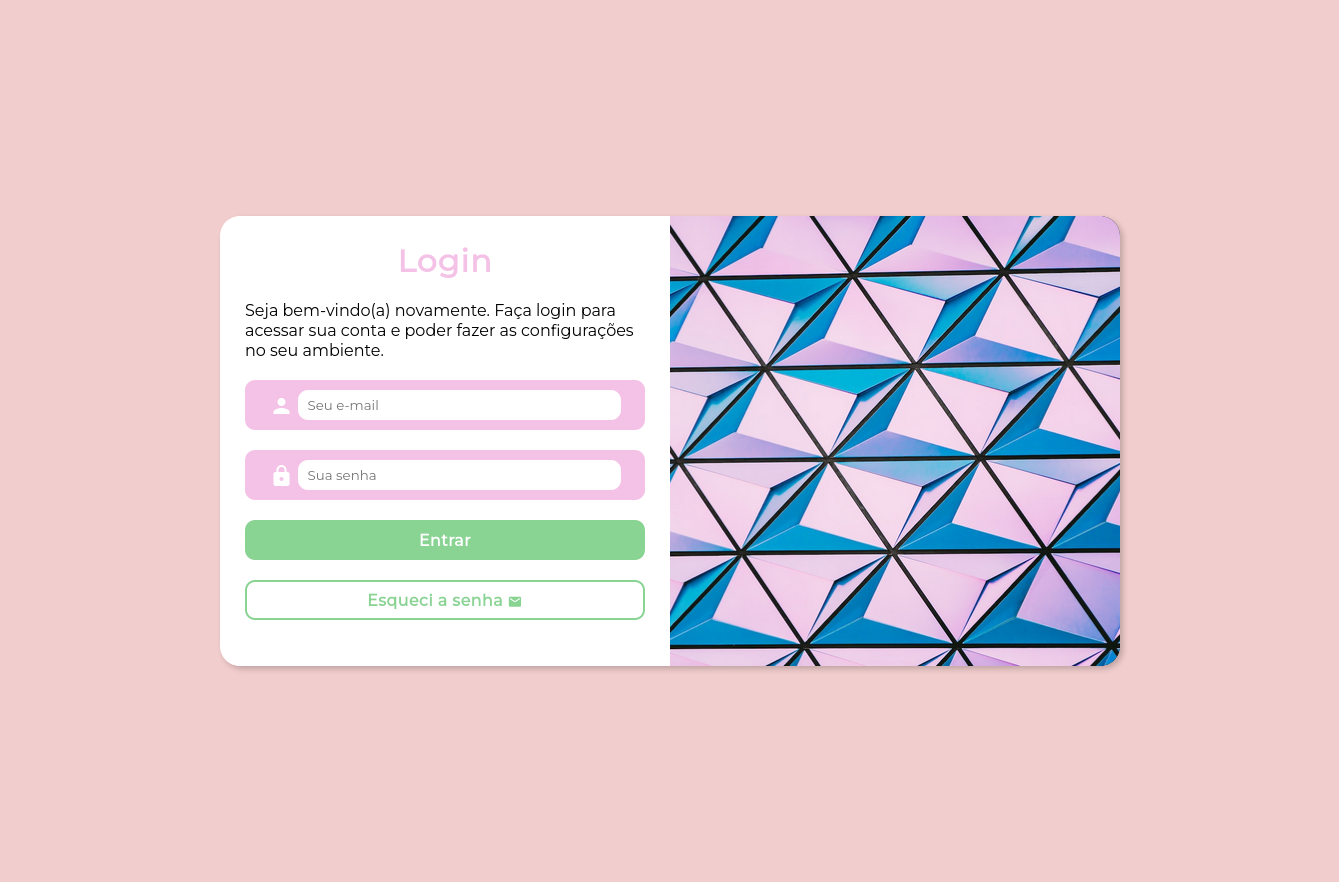 Login
Seja bem-vindo(a) novamente. Faça login para
acessar sua conta e poder fazer as configurações
no seu ambiente.
Seu e-mail
Sua senha
Entrar
Esqueci a senha